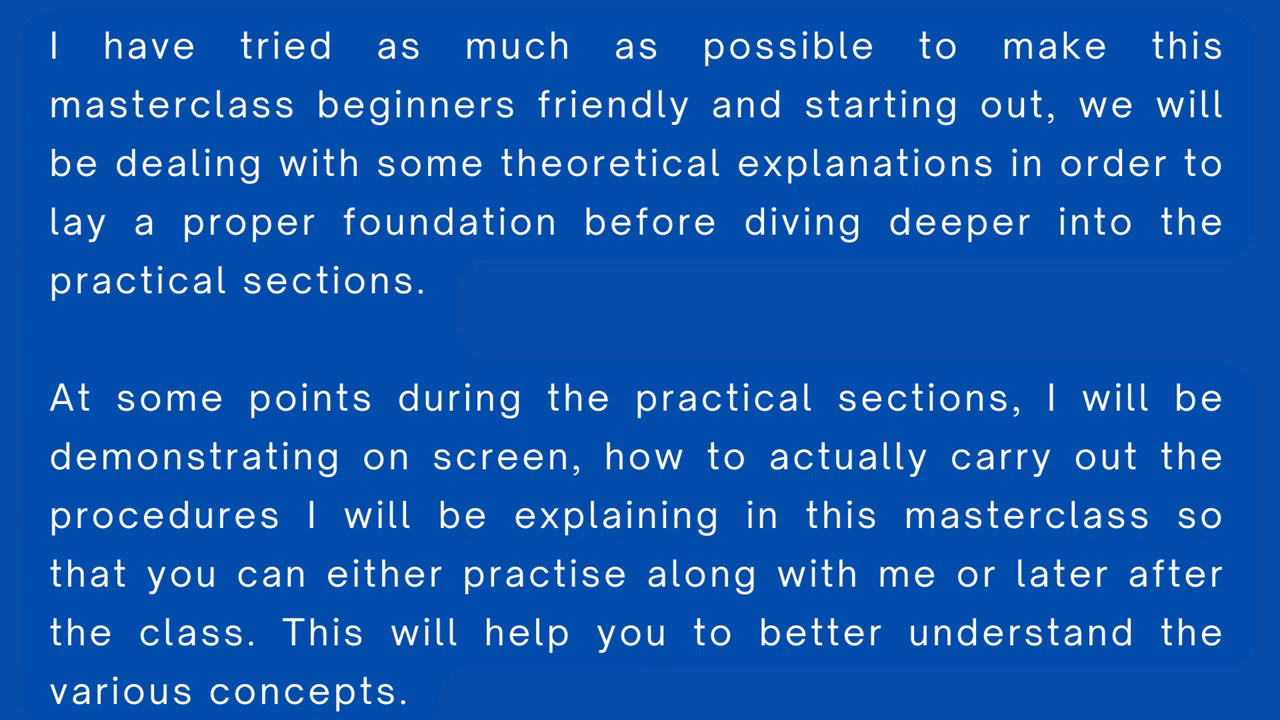 I have tried as much as possible to make this
masterclass beginners friendly and starting out, we will
be dealing with some theoretical explanations in order to
lay a proper foundation before diving deeper into the
practical sections.
At some points during the practical sections, I will be
demonstrating on screen, how to actually carry out the
procedures I will be explaining in this masterclass so
that you can either practise along with me or later after
the class. This will help you to better understand the
various concepts.